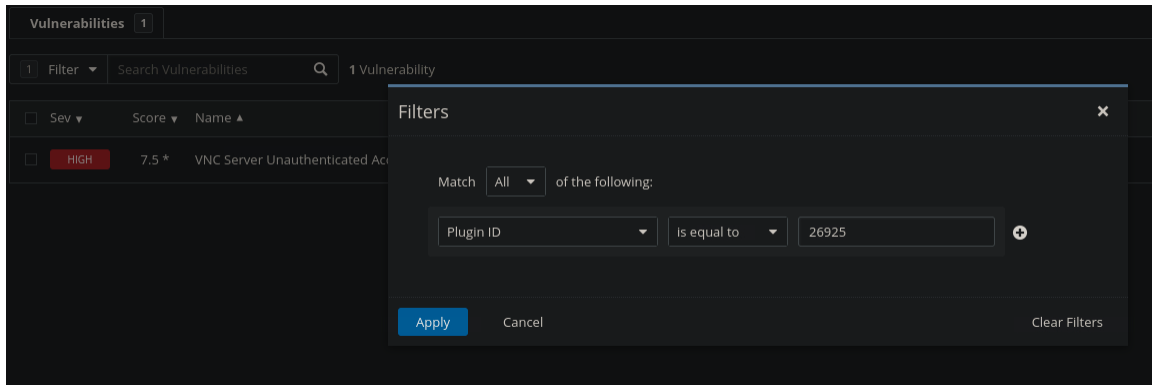 Vulnerabilities 1
1 Filter Search Vulnerabilities 1 Vulnerability
Filters
Sev Score Name
HIGH 7.5 * VNC Server Unauthenticated
Match All of the following:
Plugin ID is equal to 26925
Apply Cancel Clear Filters